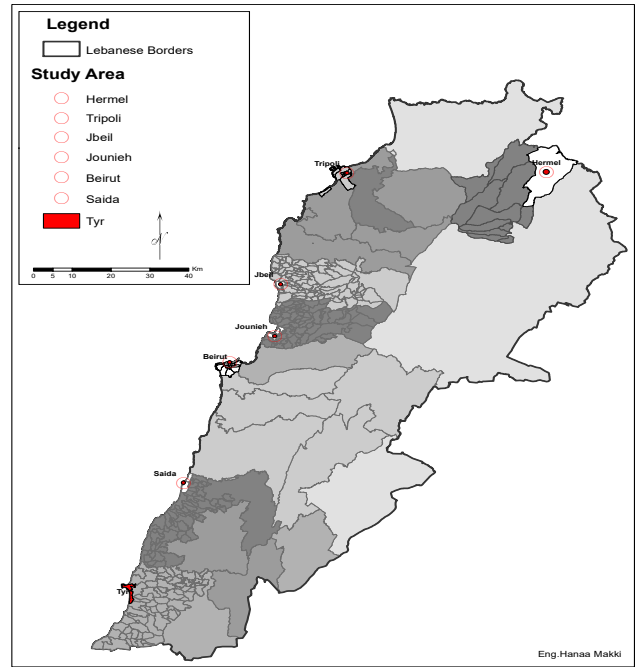 Legend
Lebanese Borders
Study Area
Hermel
Tripoli
Jbeil
Jounieh
Beirut
Saida
Tyr
N
Km
0 5 10 20 30 40
Tripoli
Hermel
Jbeil
Jounieh
Beirut
Saida
Tyr
Eng.Hanaa Makki